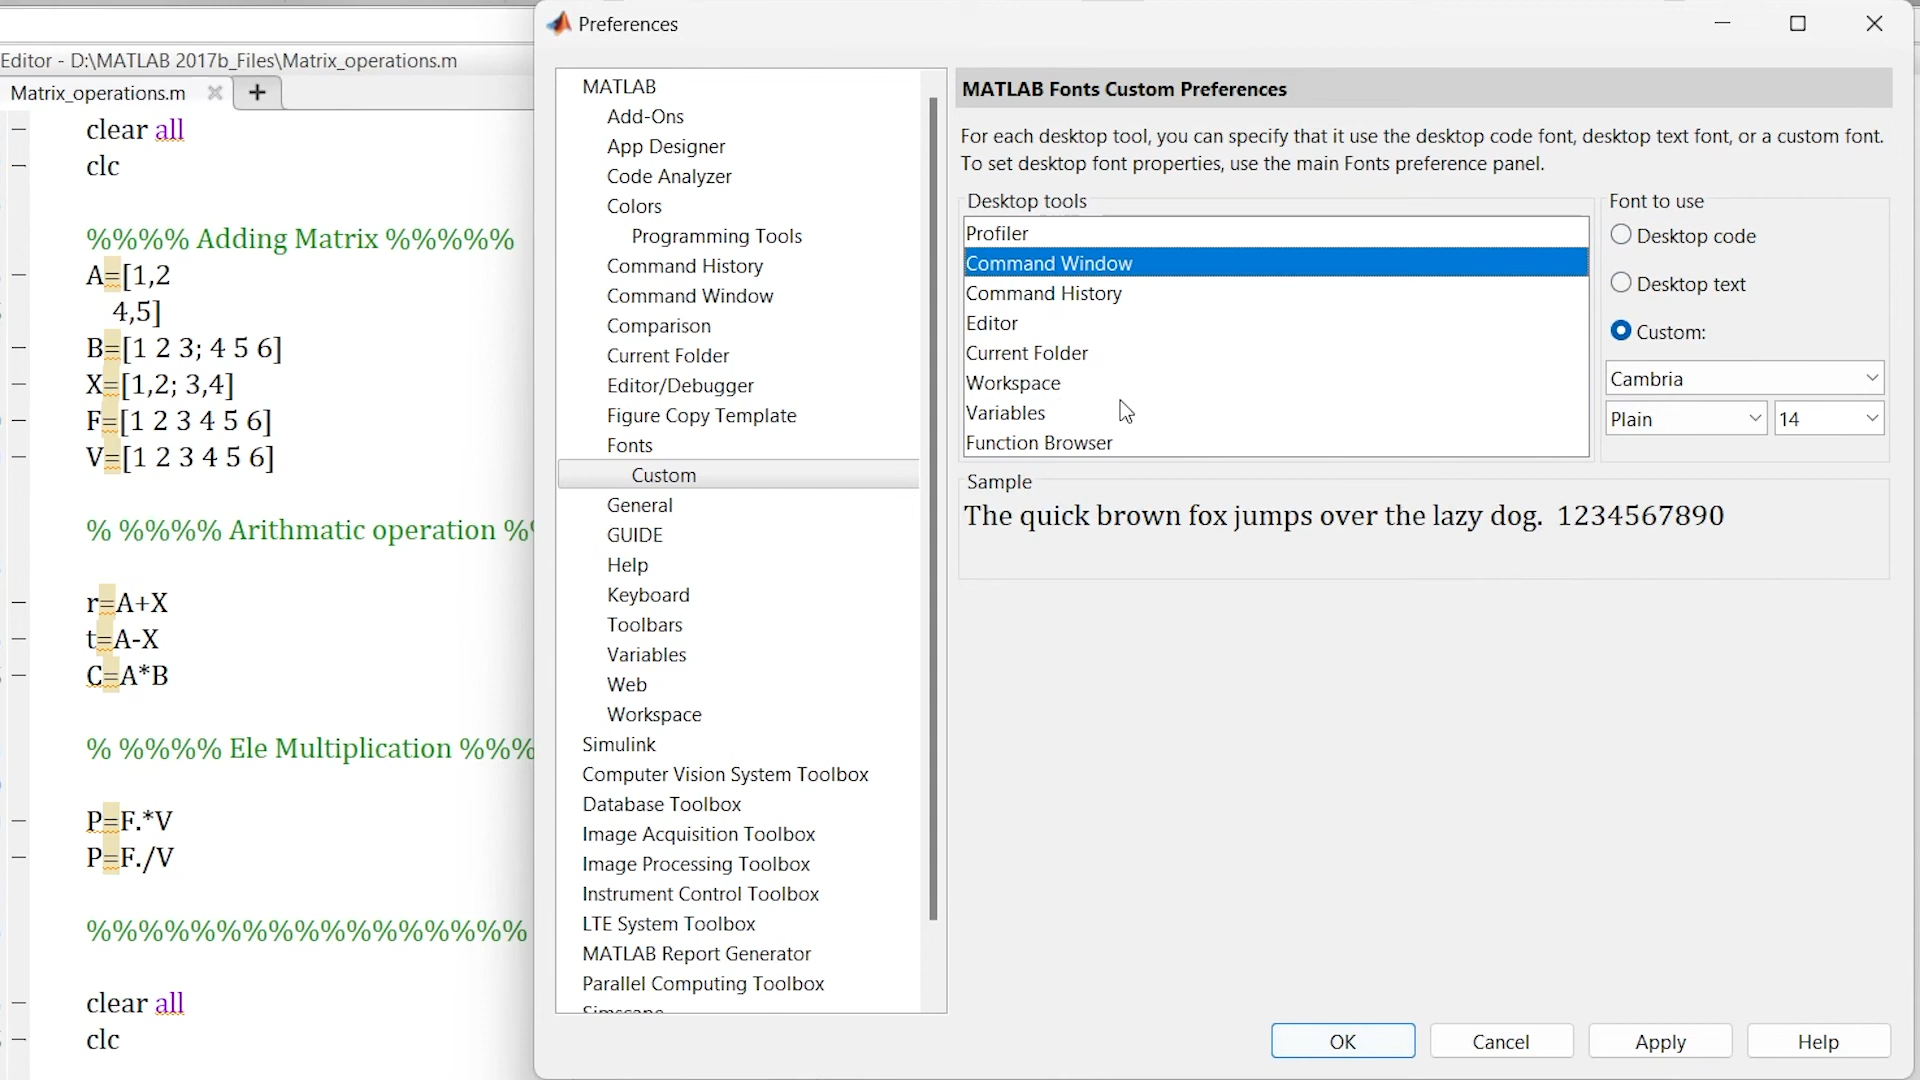 Preferences
Editor - D:\MATLAB 2017b_Files\Matrix_operations.m
Matrix_operations.m
clear all
clc
%%%% Adding Matrix %%%%%
A=[1,2
4,5]
B=[1 2 3; 4 5 6]
X=[1,2; 3,4]
F=[1 2 3 4 5 6]
V=[1 2 3 4 5 6]
% %%%% Arithmatic operation
r=A+X
t=A-X
C=A*B
% %%%% Ele Multiplication %%%
P=F.*V
P=F./V
%%%%%%%%%%%%%%%%%
clear all
clc
MATLAB
Add-Ons
App Designer
Code Analyzer
Colors
Programming Tools
Command History
Command Window
Comparison
Current Folder
Editor/Debugger
Figure Copy Template
Fonts
Custom
General
GUIDE
Help
Keyboard
Toolbars
Variables
Web
Workspace
Simulink
Computer Vision System Toolbox
Database Toolbox
Image Acquisition Toolbox
Image Processing Toolbox
Instrument Control Toolbox
LTE System Toolbox
MATLAB Report Generator
Parallel Computing Toolbox
MATLAB Fonts Custom Preferences
For each desktop tool, you can specify that it use the desktop code font, desktop text font, or a custom font.
To set desktop font properties, use the main Fonts preference panel.
Desktop tools
Profiler
Command Window
Command History
Editor
Current Folder
Workspace
Variables
Function Browser
Font to use
Desktop code
Desktop text
Custom:
Cambria
Plain 14
Sample
The quick brown fox jumps over the lazy dog. 1234567890
OK Cancel Apply Help